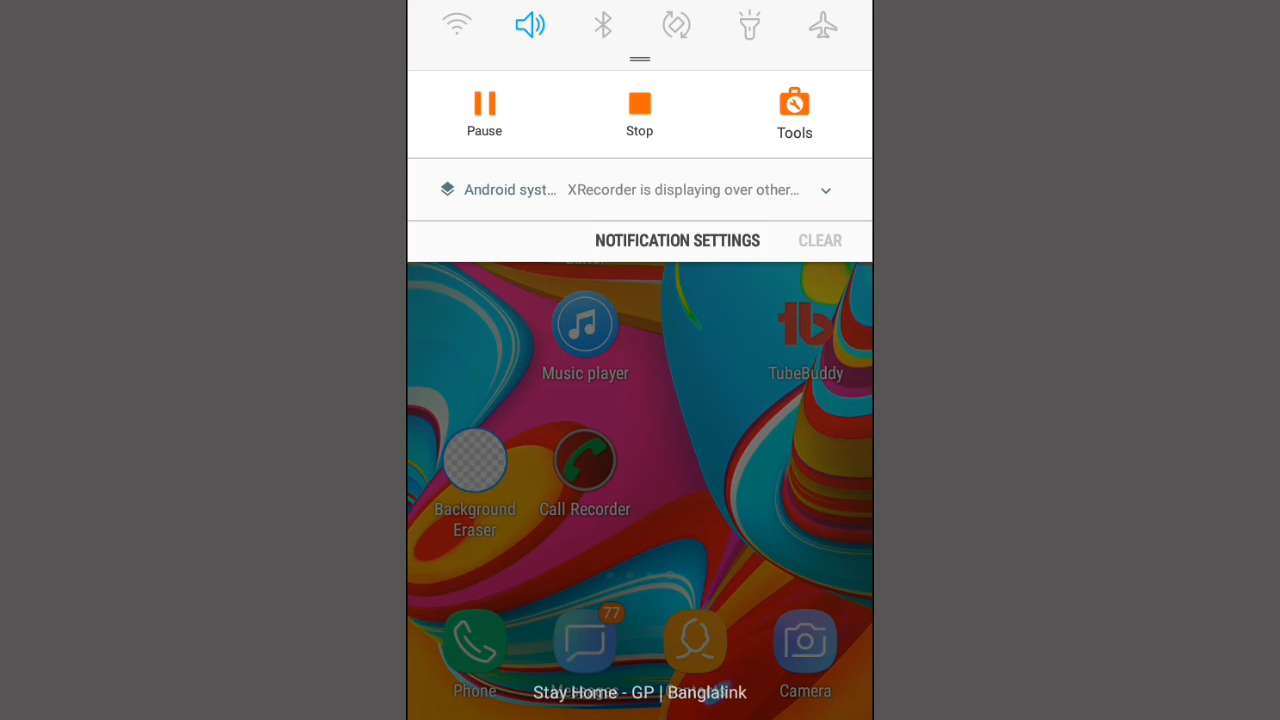 Pause
Stop
Tools
Android syst... XRecorder is displaying over other...
NOTIFICATION SETTINGS CLEAR
Music player
TubeBuddy
Background
Eraser
Call Recorder
77
Phone
Messages
Camera
Stay Home - GP | Banglalink